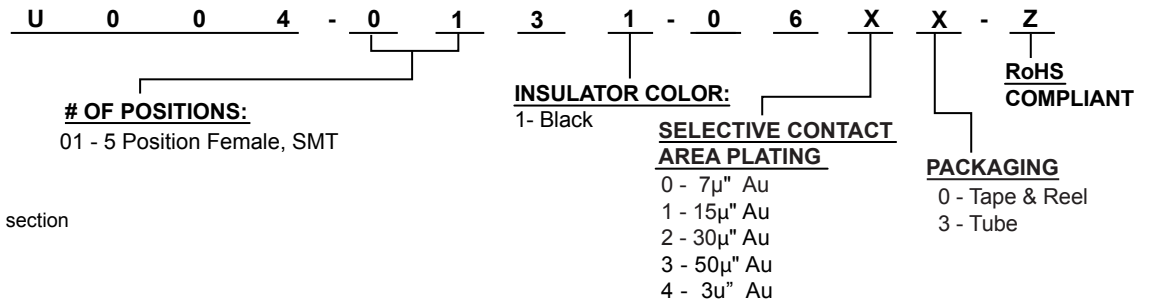 U 0 0 4 - 0 1 3 1 - 0 6 X X - Z
# OF POSITIONS:
01 - 5 Position Female, SMT
INSULATOR COLOR:
1- Black
SELECTIVE CONTACT
AREA PLATING
0 - 7µ" Au
1 - 15µ" Au
2 - 30µ" Au
3 - 50µ" Au
4 - 3u” Au
PACKAGING
0 - Tape & Reel
3 - Tube
RoHS
COMPLIANT
section